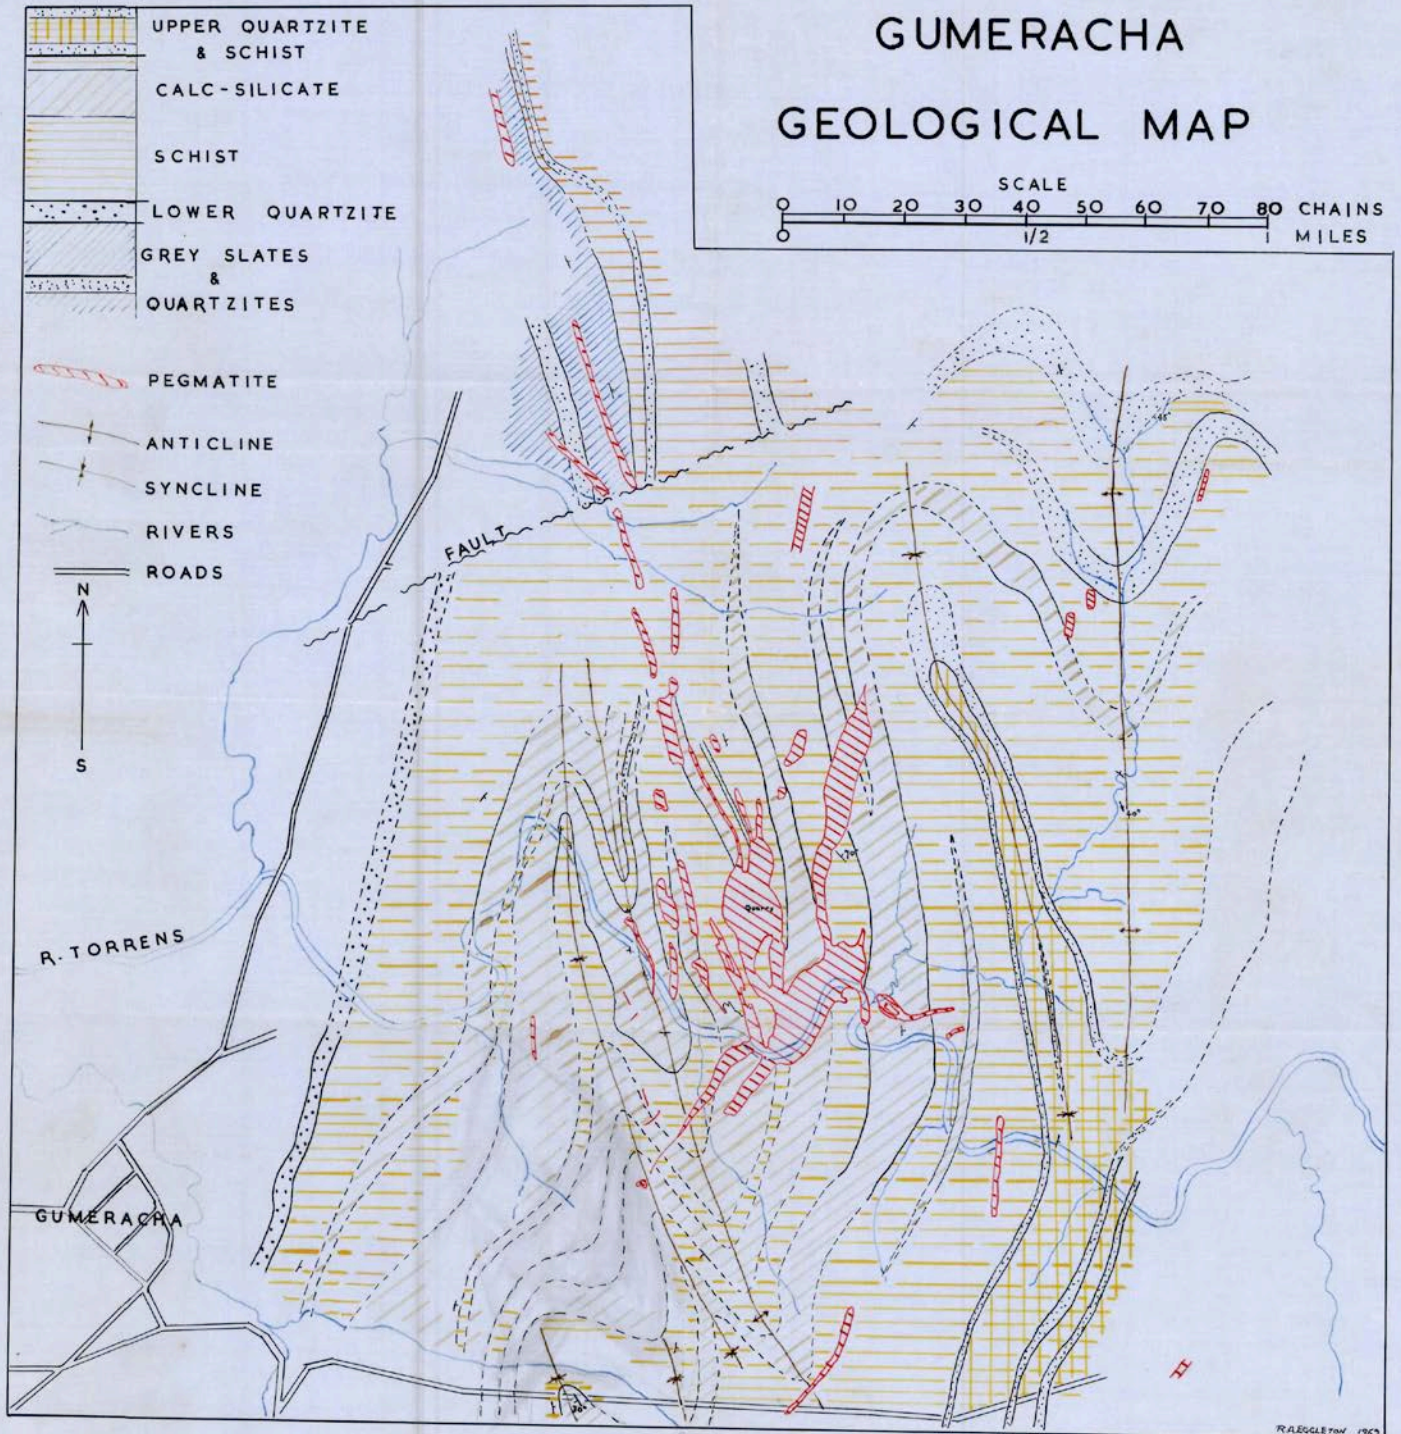 GUMERACHA
GEOLOGICAL MAP
SCALE
0 10 20 30 40 50 60 70 80 CHAINS
0 1/2 1 MILES
UPPER QUARTZITE
& SCHIST
CALC-SILICATE
SCHIST
LOWER QUARTZITE
GREY SLATES
&
QUARTZITES
PEGMATITE
ANTICLINE
SYNCLINE
RIVERS
ROADS
N
S
FAULT
R. TORRENS
Quarry
GUMERACHA
R.A.EGGLETON 1963